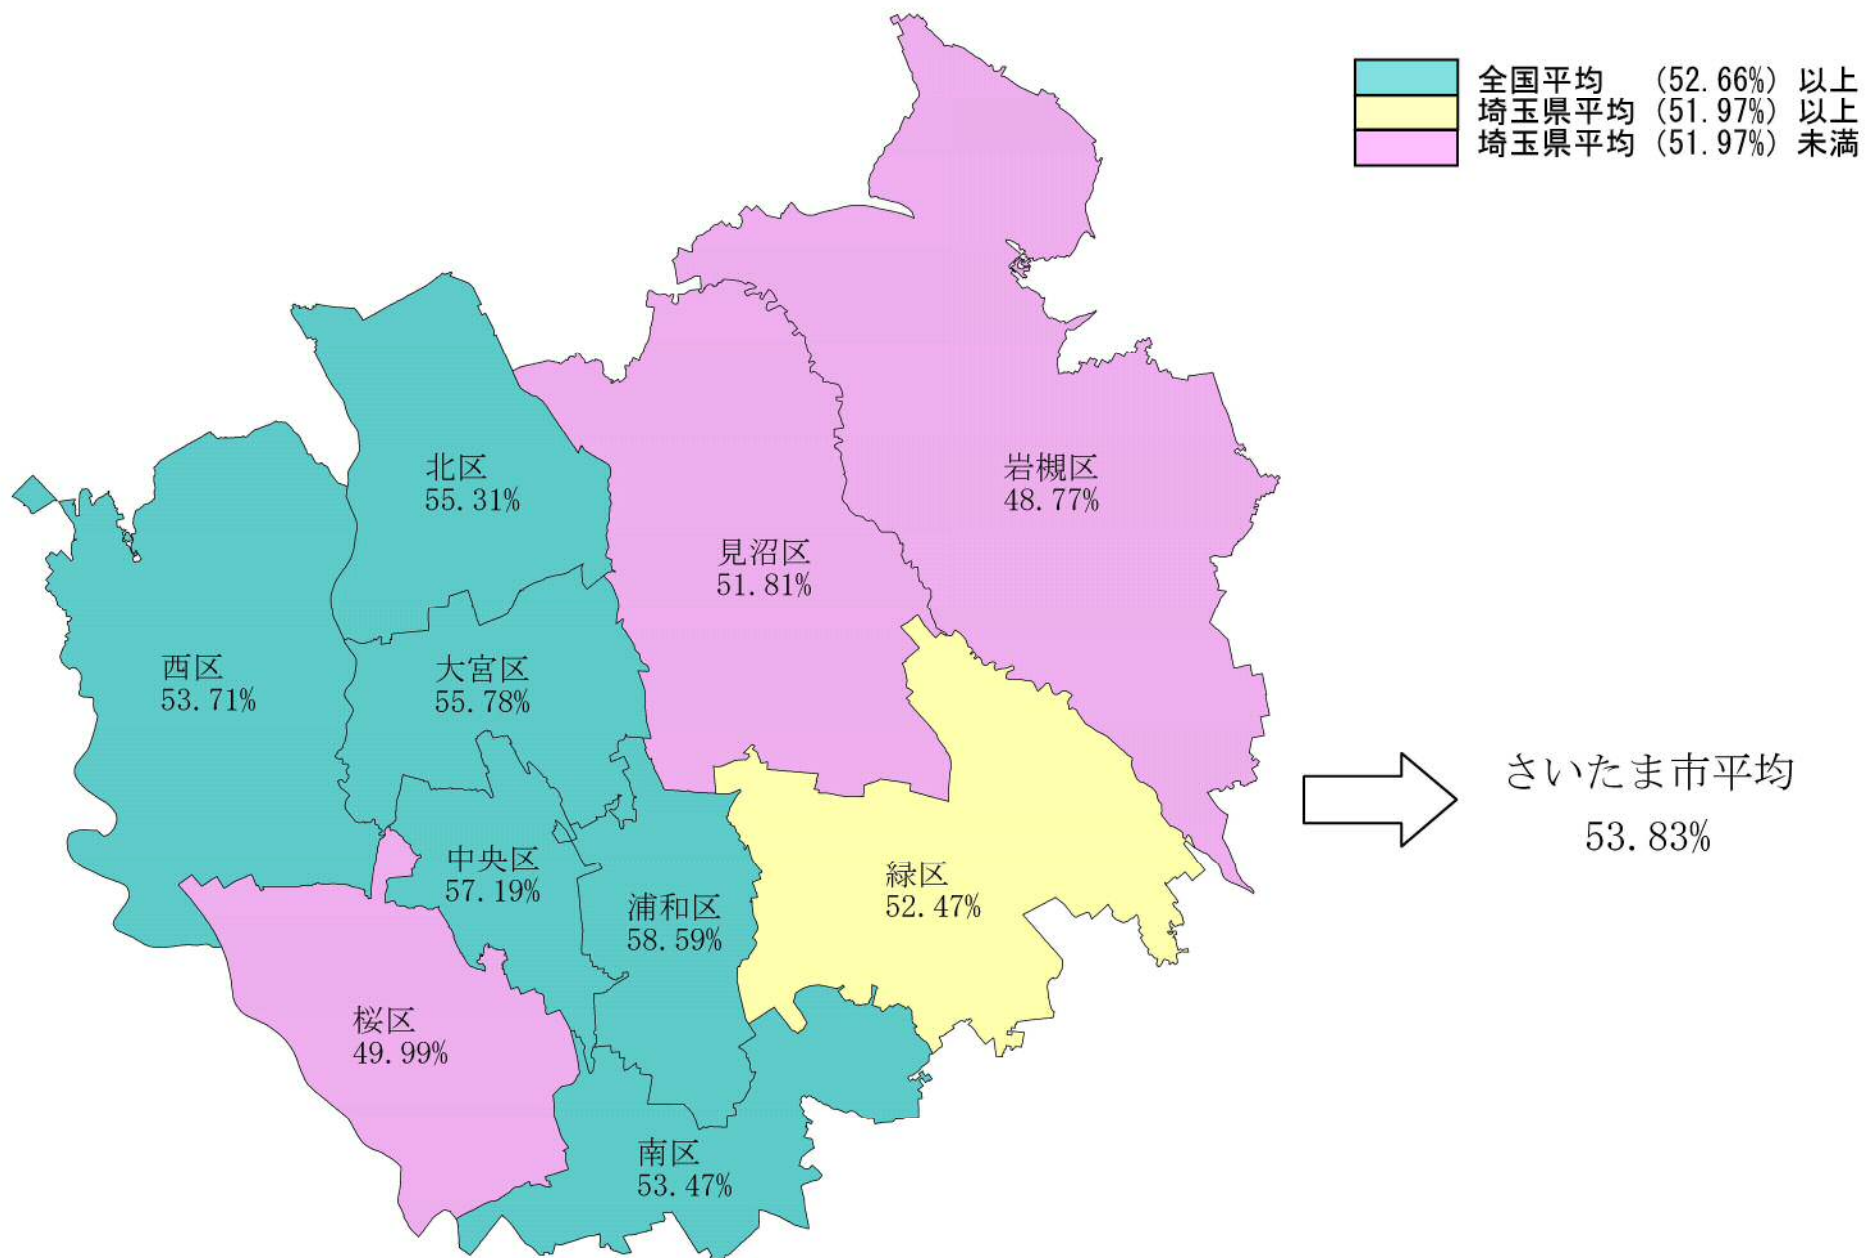 全国平均 (52.66%) 以上
埼玉県平均 (51.97%) 以上
埼玉県平均 (51.97%) 未満
北区
55.31%
岩槻区
48.77%
見沼区
51.81%
西区
53.71%
大宮区
55.78%
さいたま市平均
53.83%
中央区
57.19%
緑区
52.47%
浦和区
58.59%
桜区
49.99%
南区
53.47%